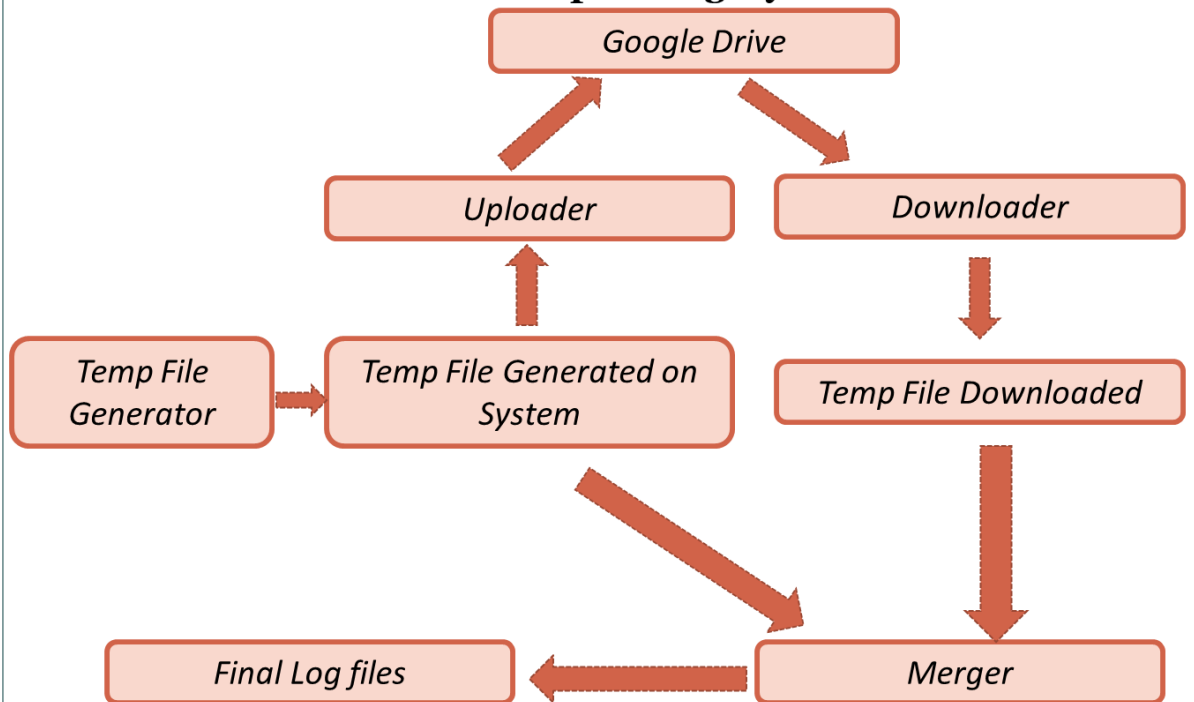 Google Drive
Uploader
Downloader
Temp File
Generator
Temp File Generated on
System
Temp File Downloaded
Final Log files
Merger